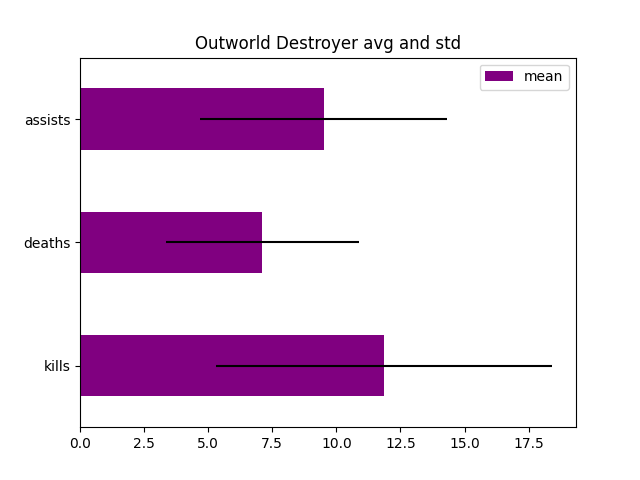 Outworld Destroyer avg and std
mean
assists
deaths
kills
0.0 2.5 5.0 7.5 10.0 12.5 15.0 17.5